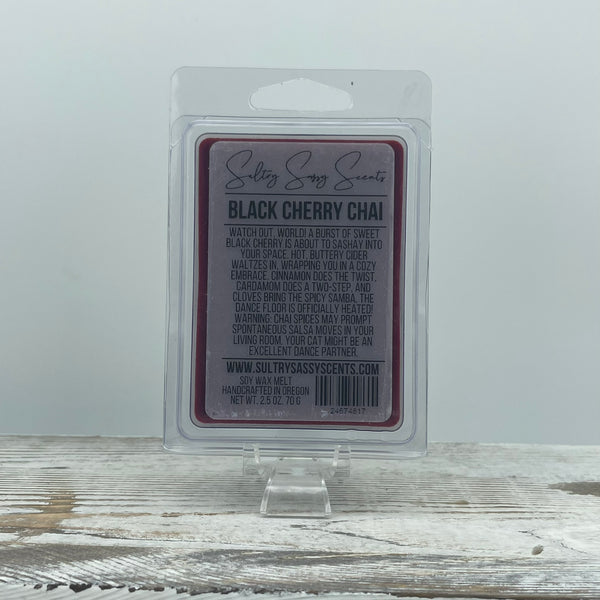 Sultry Sassy Scents
BLACK CHERRY CHAI
WATCH OUT, WORLD! A BURST OF SWEET
BLACK CHERRY IS ABOUT TO SASHAY INTO
YOUR SPACE. HOT, BUTTERY CIDER
WALTZES IN, WRAPPING YOU IN A COZY
EMBRACE. CINNAMON DOES THE TWIST,
CARDAMOM DOES A TWO-STEP, AND
CLOVES BRING THE SPICY SAMBA, THE
DANCE FLOOR IS OFFICIALLY HEATED!
WARNING: CHAI SPICES MAY PROMPT
SPONTANEOUS SALSA MOVES IN YOUR
LIVING ROOM. YOUR CAT MIGHT BE AN
EXCELLENT DANCE PARTNER.
WWW.SULTRYSASSYSCENTS.COM
SOY WAX MELT
HANDCRAFTED IN OREGON
NET WT. 2.5 OZ. 70 G
24674817